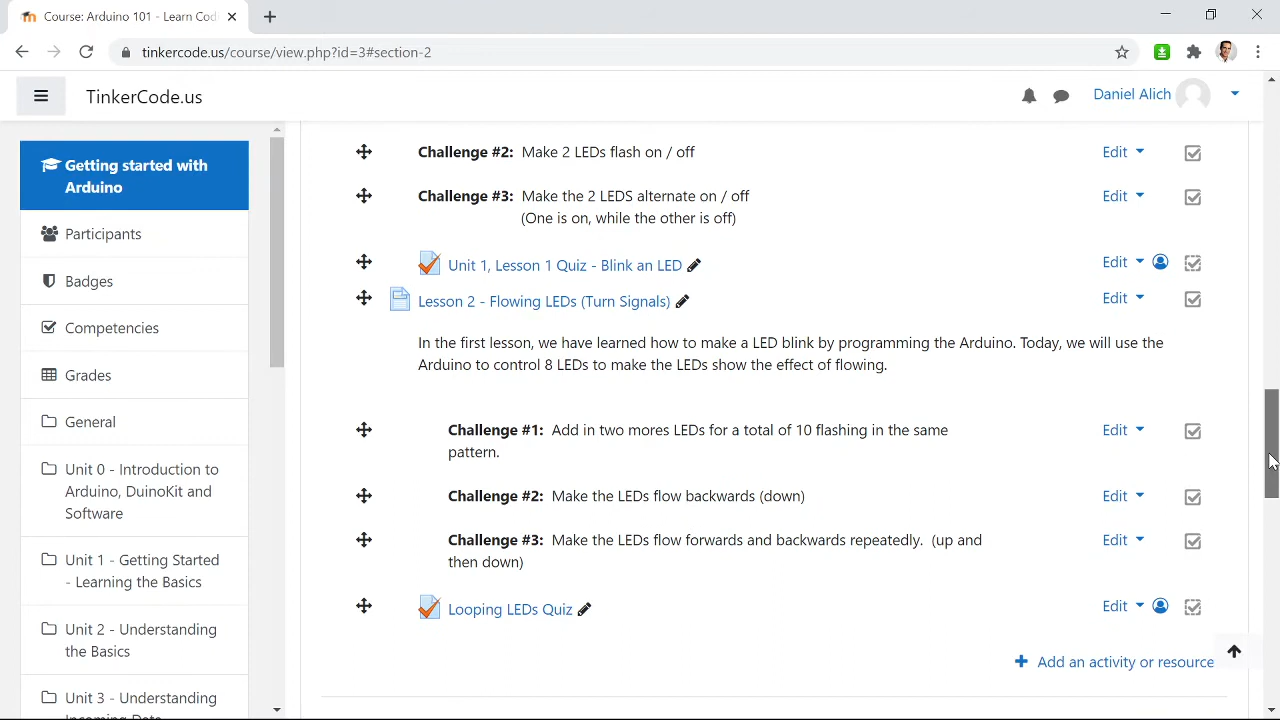 Course: Arduino 101 - Learn Cod
tinkercode.us/course/view.php?id=3#section-2
TinkerCode.us
Daniel Alich
Getting started with
Arduino
Participants
Badges
Competencies
Grades
General
Unit 0 - Introduction to
Arduino, DuinoKit and
Software
Unit 1 - Getting Started
- Learning the Basics
Unit 2 - Understanding
the Basics
Unit 3 - Understanding
Incoming Data
Challenge #2: Make 2 LEDs flash on / off
Edit
Challenge #3: Make the 2 LEDS alternate on / off
(One is on, while the other is off)
Edit
Unit 1, Lesson 1 Quiz - Blink an LED
Edit
Lesson 2 - Flowing LEDs (Turn Signals)
Edit
In the first lesson, we have learned how to make a LED blink by programming the Arduino. Today, we will use the
Arduino to control 8 LEDs to make the LEDs show the effect of flowing.
Challenge #1: Add in two mores LEDs for a total of 10 flashing in the same
pattern.
Edit
Challenge #2: Make the LEDs flow backwards (down)
Edit
Challenge #3: Make the LEDs flow forwards and backwards repeatedly. (up and
then down)
Edit
Looping LEDs Quiz
Edit
Add an activity or resource